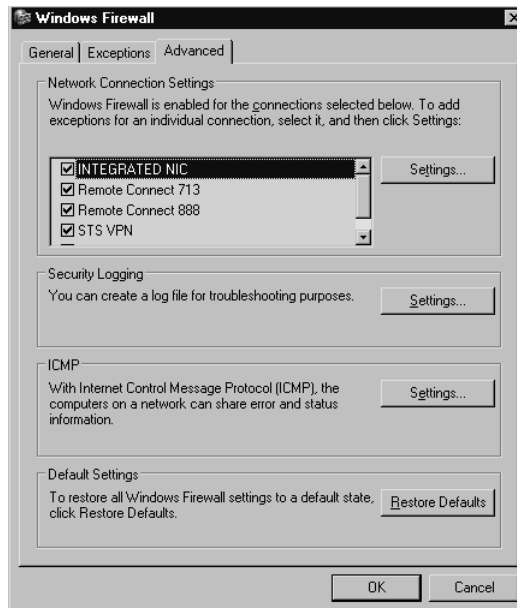 Windows Firewall
General
Exceptions
Advanced
Network Connection Settings
Windows Firewall is enabled for the connections selected below. To add
exceptions for an individual connection, select it, and then click Settings:
INTEGRATED NIC
Remote Connect 713
Remote Connect 888
STS VPN
Settings...
Security Logging
You can create a log file for troubleshooting purposes.
Settings...
ICMP
With Internet Control Message Protocol (ICMP), the
computers on a network can share error and status
information.
Settings...
Default Settings
To restore all Windows Firewall settings to a default state,
click Restore Defaults.
Restore Defaults
OK
Cancel